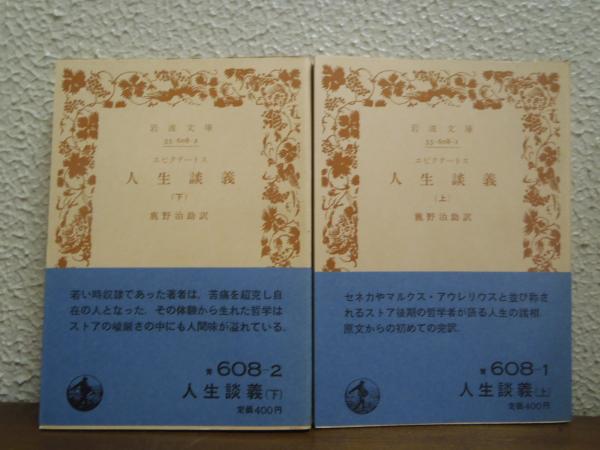 岩波文庫
33-608-2
エピクテートス
人生談義
(下)
鹿野治助訳
若い時奴隷であった著者は、苦痛を超克し自
在の人となった。その体験から生れた哲学は
ストアの峻厳さの中にも人間味が溢れている。
青 608-2
人生談義(下)
定価400円
岩波文庫
33-608-1
エピクテートス
人生談義
(上)
鹿野治助訳
セネカやマルクス・アウレリウスと並び称さ
れるストア後期の哲学者が語る人生の諸相。
原文からの初めての完訳。
青 608-1
人生談義(上)
定価400円